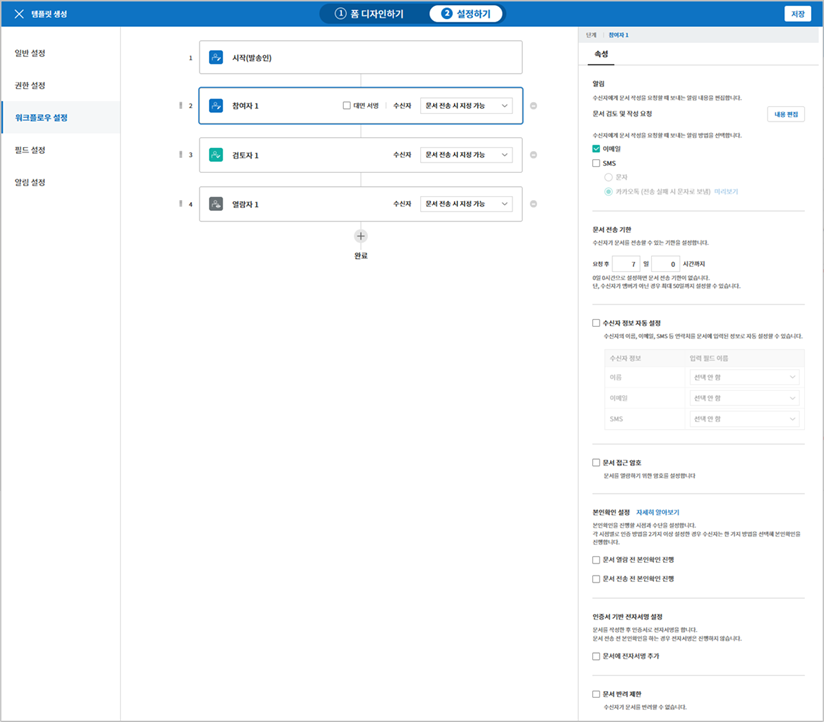 템플릿 생성
1 폼 디자인하기
2 설정하기
저장
일반 설정
권한 설정
워크플로우 설정
필드 설정
알림 설정
1 시작(발송인)
2 참여자 1 대면 서명 수신자 문서 전송 시 지정 가능
3 검토자 1 수신자 문서 전송 시 지정 가능
4 열람자 1 수신자 문서 전송 시 지정 가능
완료
단계 참여자 1
속성
알림
수신자에게 문서 작성을 요청할 때 보내는 알림 내용을 편집합니다.
문서 검토 및 작성 요청 내용 편집
수신자에게 문서 작성을 요청할 때 보내는 알림 방법을 선택합니다.
이메일
SMS
문자
카카오톡 (전송 실패 시 문자로 보냄) 미리보기
문서 전송 기한
수신자가 문서를 전송할 수 있는 기한을 설정합니다.
요청 후 7 일 0 시간까지
0일 0시간으로 설정하면 문서 전송 기한이 없습니다.
단, 수신자가 멤버가 아닌 경우 최대 50일까지 설정할 수 있습니다.
수신자 정보 자동 설정
수신자의 이름, 이메일, SMS 등 연락처를 문서에 입력된 정보로 자동 설정할 수 있습니다.
수신자 정보 입력 필드 이름
이름 선택 안 함
이메일 선택 안 함
SMS 선택 안 함
문서 접근 암호
문서를 열람하기 위한 암호를 설정합니다
본인확인 설정 자세히 알아보기
본인확인을 진행할 시점과 수단을 설정합니다.
각 시점별로 인증 방법을 2가지 이상 설정한 경우 수신자는 한 가지 방법을 선택해 본인확인을
진행합니다.
문서 열람 전 본인확인 진행
문서 전송 전 본인확인 진행
인증서 기반 전자서명 설정
문서를 작성한 후 인증서로 전자서명을 합니다.
문서 전송 전 본인확인을 하는 경우 전자서명은 진행하지 않습니다.
문서에 전자서명 추가
문서 반려 제한
수신자가 문서를 반려할 수 없습니다.